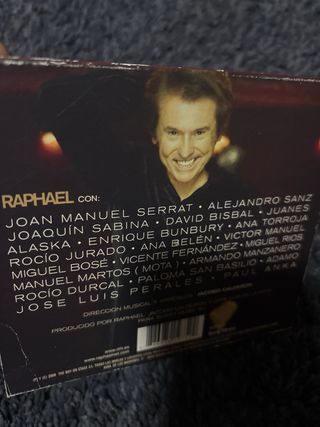 RAPHAEL CON:
JOAN MANUEL SERRAT • ALEJANDRO SANZ
JOAQUÍN SABINA • DAVID BISBAL • JUANES
ALASKA • ENRIQUE BUNBURY • ANA TORROJA
ROCÍO JURADO • ANA BELÉN • VICTOR MANUEL
MIGUEL BOSÉ • VICENTE FERNÁNDEZ • MIGUEL RIOS
MANUEL MARTOS (MOTA) • ARMANDO MANZANERO
ROCÍO DURCAL • PALOMA SAN BASILIO • ADAMO
JOSE LUIS PERALES • PAUL ANKA
DIRECCION MUSICAL Y
PRODUCIDO POR RAPHAEL,